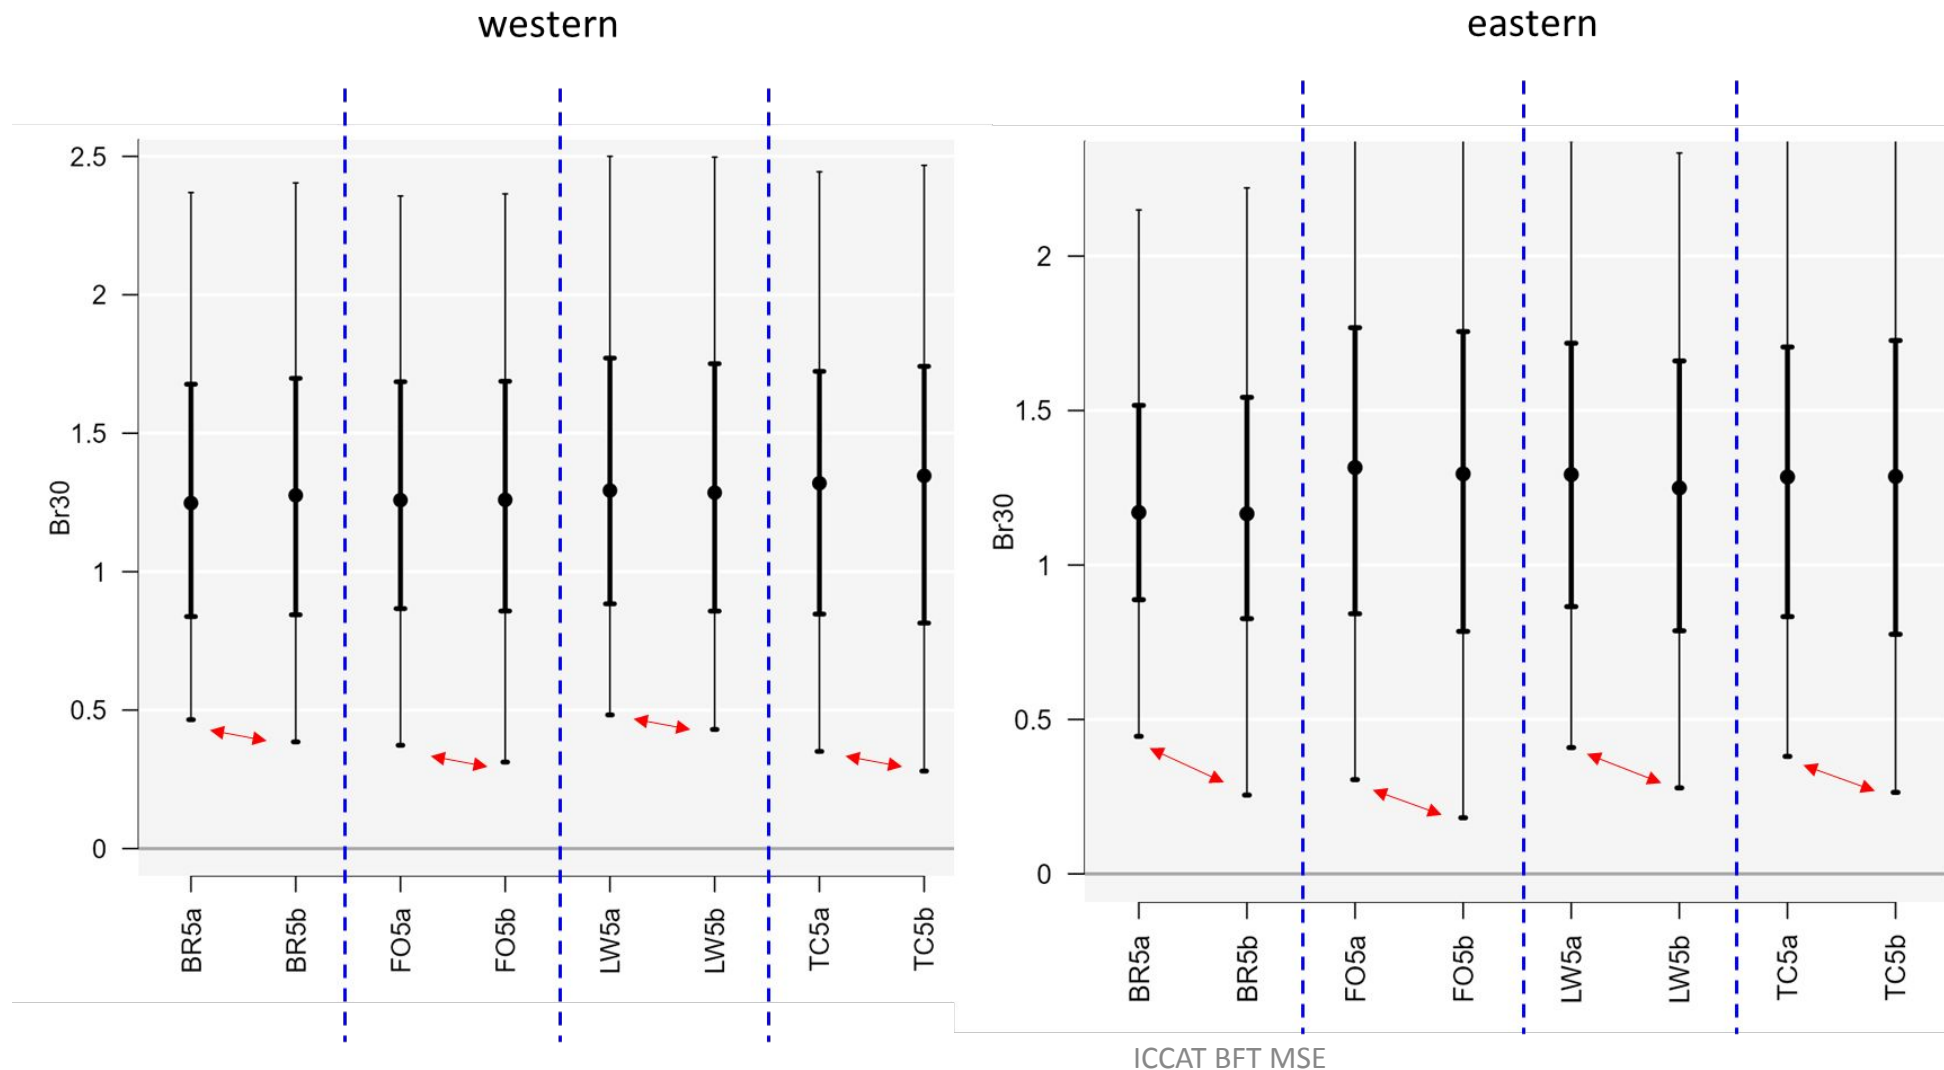 western
eastern
2.5
2
1.5
1
0.5
0
Br30
BR5a
BR5b
FO5a
FO5b
LW5a
LW5b
TC5a
TC5b
2
1.5
1
0.5
0
Br30
BR5a
BR5b
FO5a
FO5b
LW5a
LW5b
TC5a
TC5b
ICCAT BFT MSE